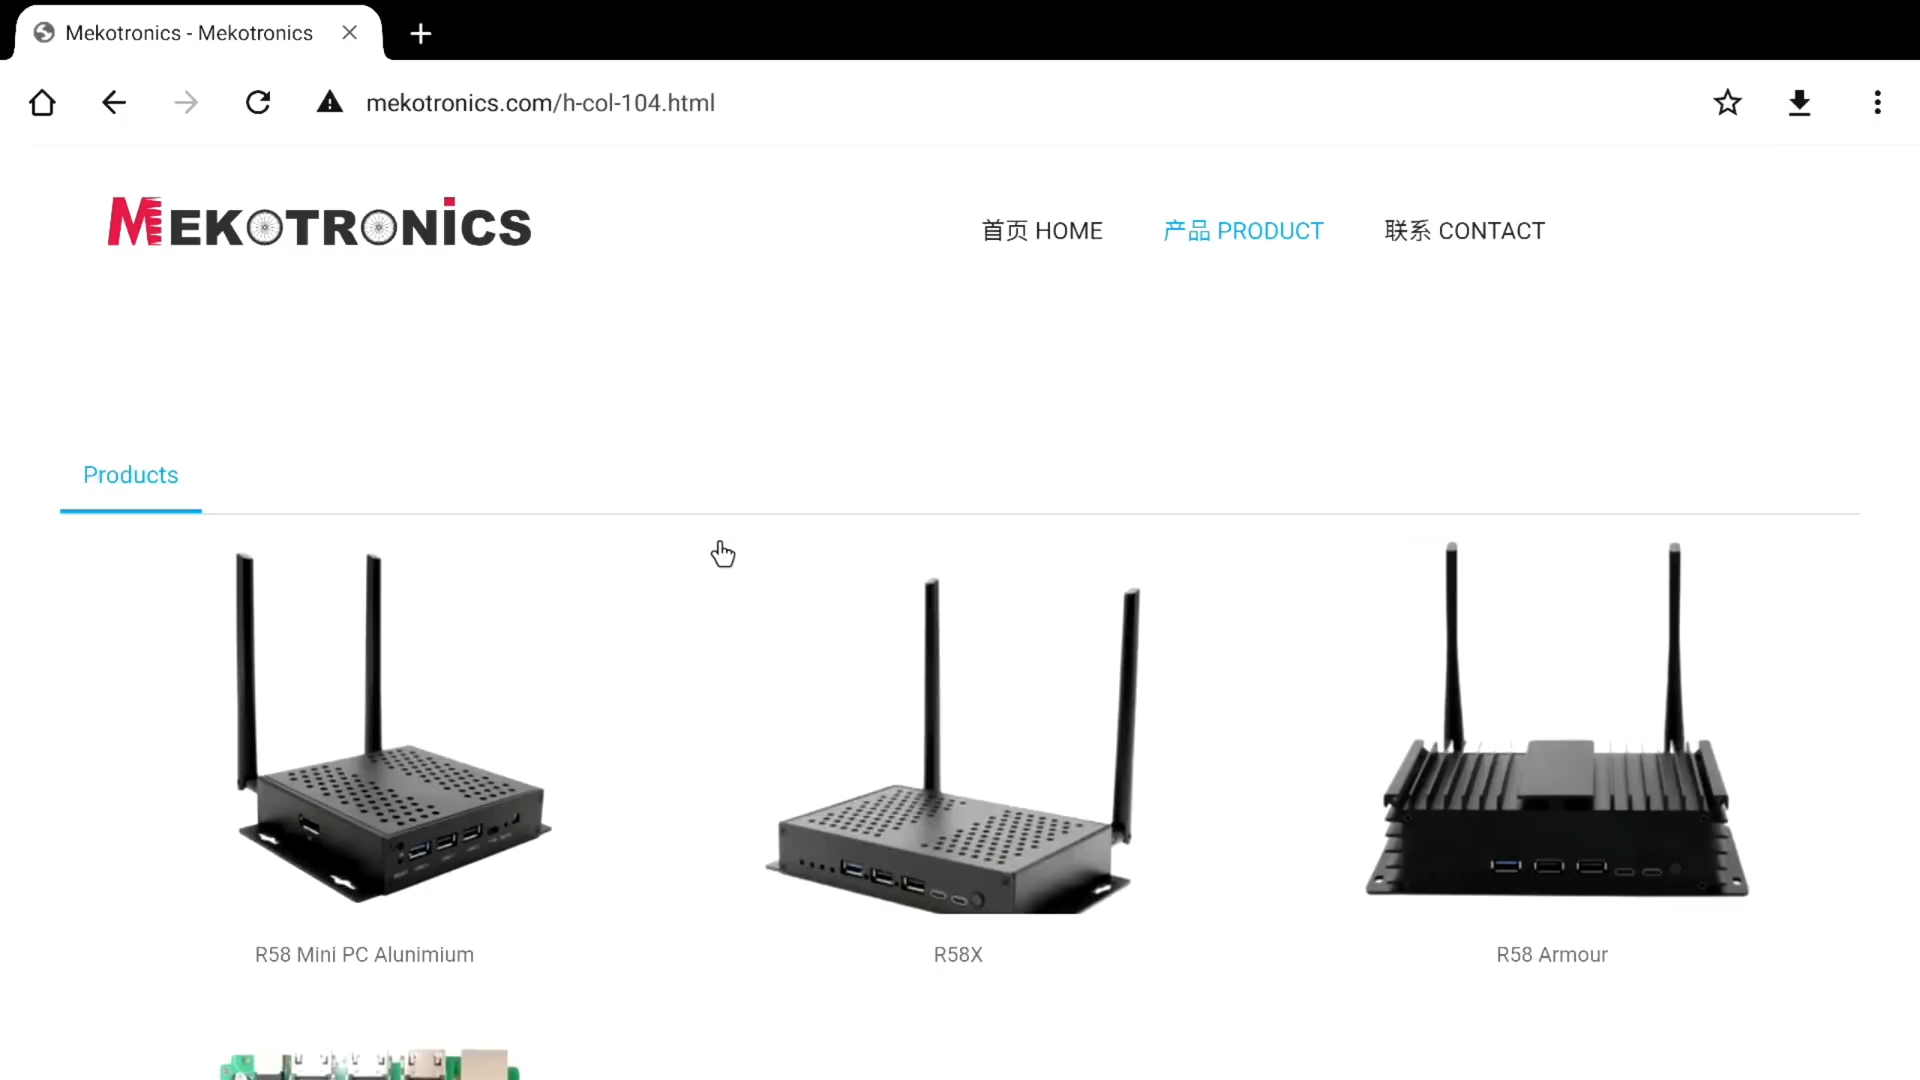 Mekotronics - Mekotronics
mekotronics.com/h-col-104.html
MEKOTRONiCS
首页 HOME
产品 PRODUCT
联系 CONTACT
Products
R58 Mini PC Alunimium
R58X
R58 Armour